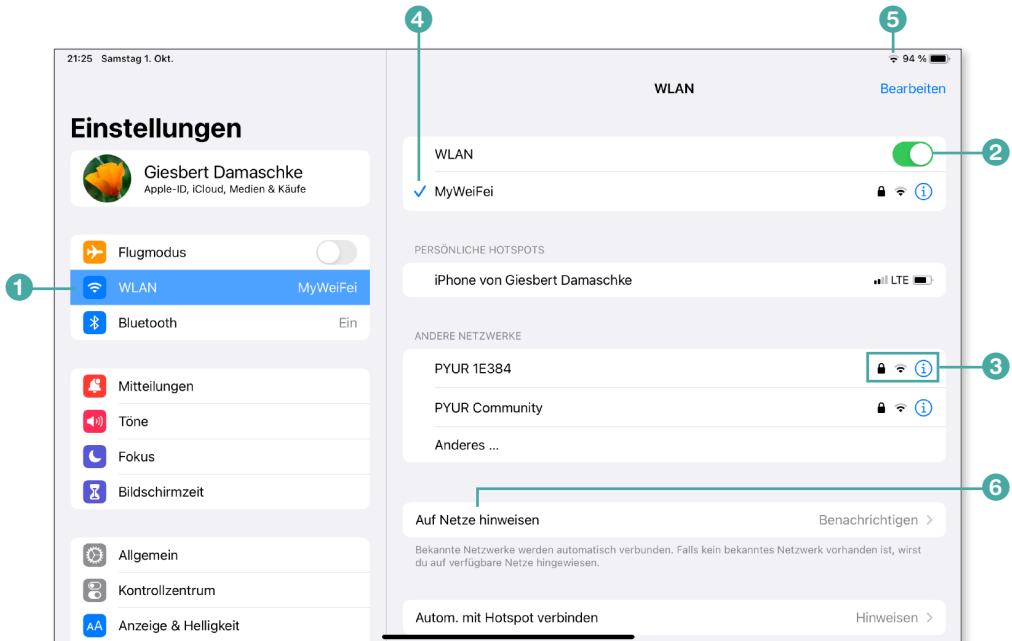 4
5
21:25 Samstag 1. Okt.
94 %
WLAN
Bearbeiten
Einstellungen
Giesbert Damaschke
Apple-ID, iCloud, Medien & Käufe
Flugmodus
1
WLAN MyWeiFei
Bluetooth Ein
Mitteilungen
Töne
Fokus
Bildschirmzeit
Allgemein
Kontrollzentrum
AA Anzeige & Helligkeit
WLAN
2
MyWeiFei
PERSÖNLICHE HOTSPOTS
iPhone von Giesbert Damaschke LTE
ANDERE NETZWERKE
PYUR 1E384
3
PYUR Community
Anderes ...
6
Auf Netze hinweisen Benachrichtigen
Bekannte Netzwerke werden automatisch verbunden. Falls kein bekanntes Netzwerk vorhanden ist, wirst
du auf verfügbare Netze hingewiesen.
Autom. mit Hotspot verbinden Hinweisen